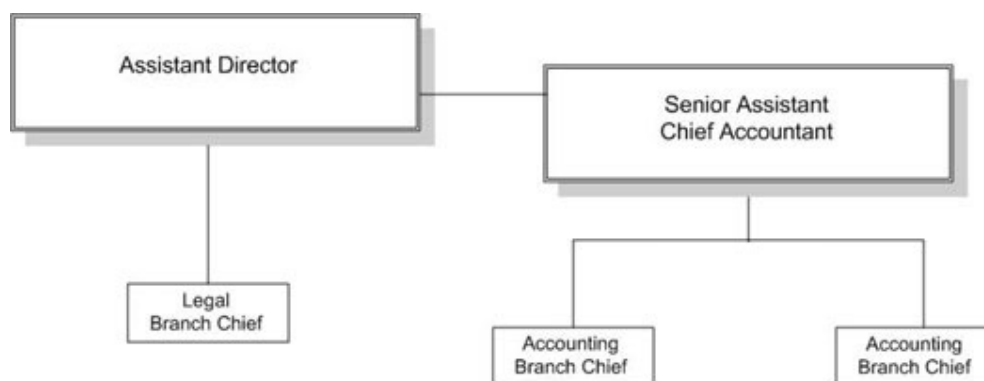 Assistant Director
Senior Assistant
Chief Accountant
Legal
Branch Chief
Accounting
Branch Chief
Accounting
Branch Chief